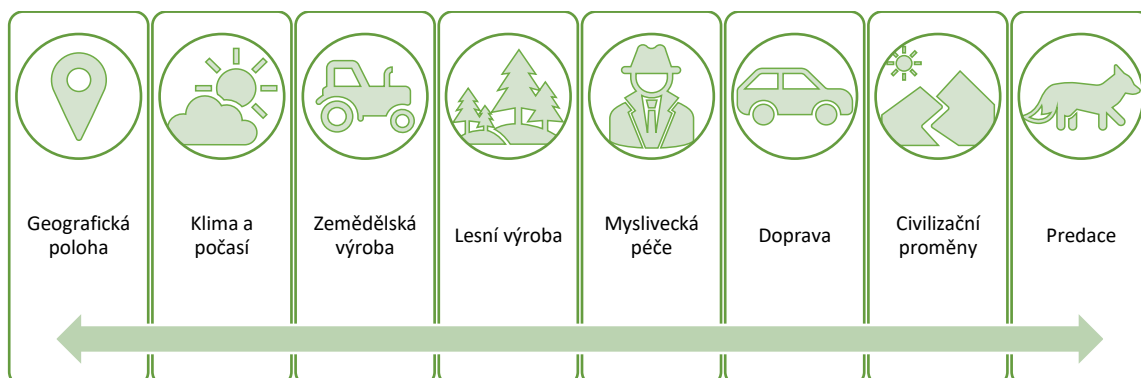 Geografická
poloha
Klima a
počasí
Zemědělská
výroba
Lesní výroba
Myslivecká
péče
Doprava
Civilizační
proměny
Predace